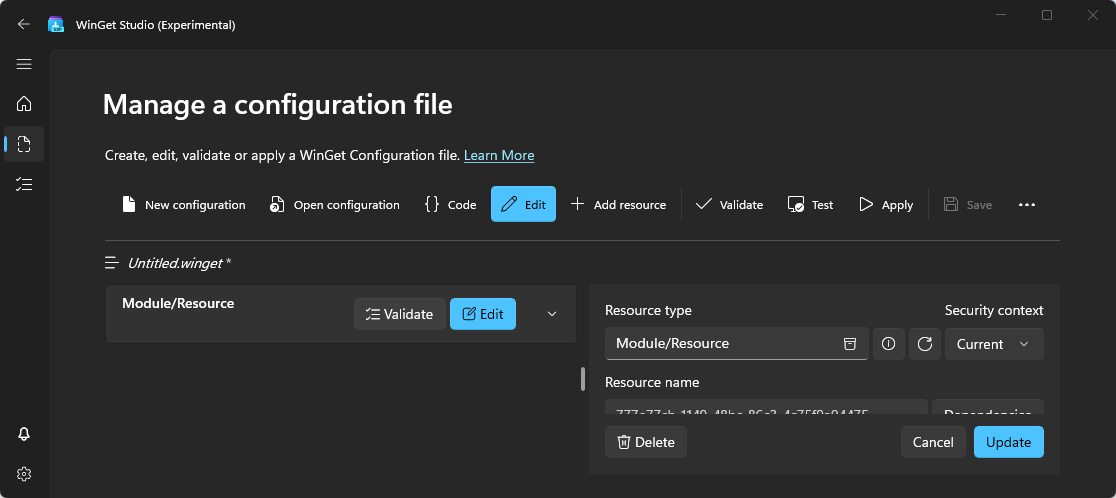 WinGet Studio (Experimental)
Manage a configuration file
Create, edit, validate or apply a WinGet Configuration file. Learn More
New configuration Open configuration {} Code Edit Add resource Validate Test Apply Save
Untitled.winget *
Module/Resource Validate Edit
Resource type Security context
Module/Resource Current
Resource name
Dependencies
Delete Cancel Update